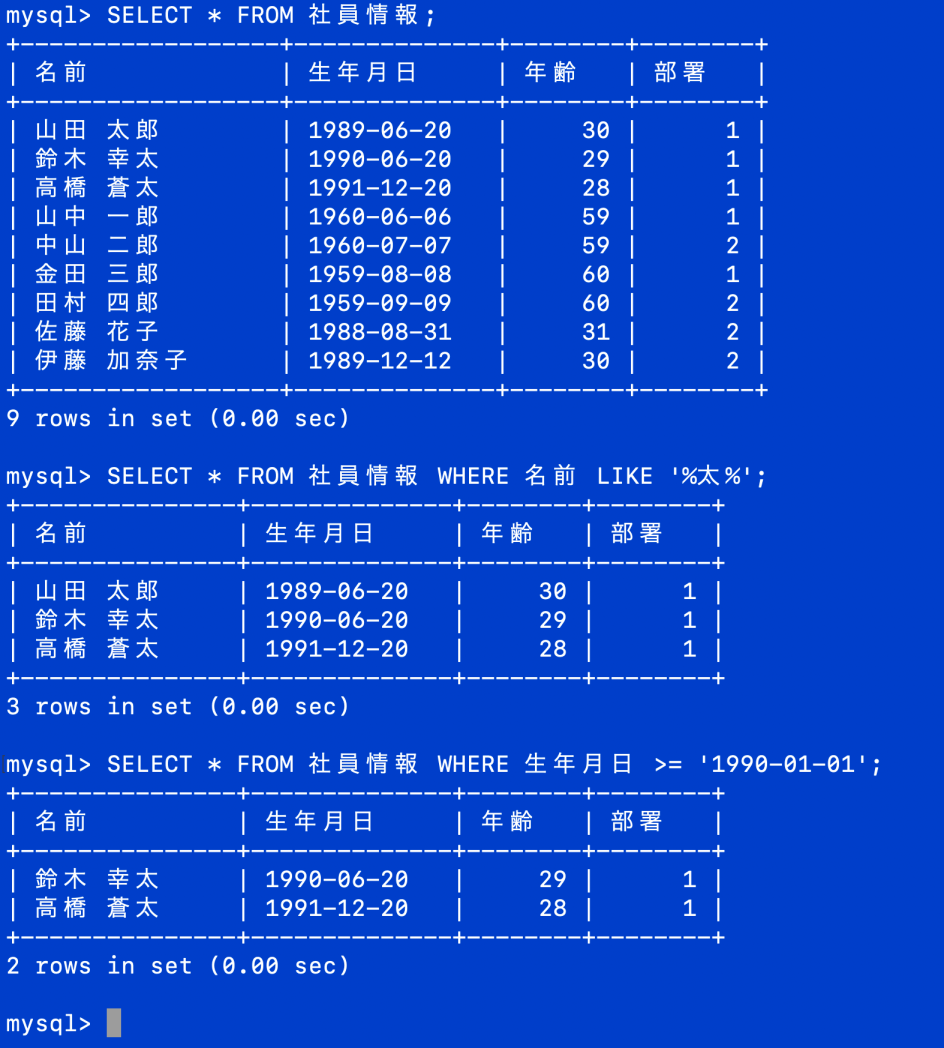 mysql> SELECT * FROM 社員情報;
+------------------+--------------+--------+--------+
| 名前             | 生年月日     | 年齢   | 部署   |
+------------------+--------------+--------+--------+
| 山田 太郎        | 1989-06-20   |     30 |      1 |
| 鈴木 幸太        | 1990-06-20   |     29 |      1 |
| 高橋 蒼太        | 1991-12-20   |     28 |      1 |
| 山中 一郎        | 1960-06-06   |     59 |      1 |
| 中山 二郎        | 1960-07-07   |     59 |      2 |
| 金田 三郎        | 1959-08-08   |     60 |      1 |
| 田村 四郎        | 1959-09-09   |     60 |      2 |
| 佐藤 花子        | 1988-08-31   |     31 |      2 |
| 伊藤 加奈子      | 1989-12-12   |     30 |      2 |
+------------------+--------------+--------+--------+
9 rows in set (0.00 sec)
mysql> SELECT * FROM 社員情報 WHERE 名前 LIKE '%太%';
+---------------+--------------+--------+--------+
| 名前          | 生年月日     | 年齢   | 部署   |
+---------------+--------------+--------+--------+
| 山田 太郎     | 1989-06-20   |     30 |      1 |
| 鈴木 幸太     | 1990-06-20   |     29 |      1 |
| 高橋 蒼太     | 1991-12-20   |     28 |      1 |
+---------------+--------------+--------+--------+
3 rows in set (0.00 sec)
mysql> SELECT * FROM 社員情報 WHERE 生年月日 >= '1990-01-01';
+---------------+--------------+--------+--------+
| 名前          | 生年月日     | 年齢   | 部署   |
+---------------+--------------+--------+--------+
| 鈴木 幸太     | 1990-06-20   |     29 |      1 |
| 高橋 蒼太     | 1991-12-20   |     28 |      1 |
+---------------+--------------+--------+--------+
2 rows in set (0.00 sec)
mysql>